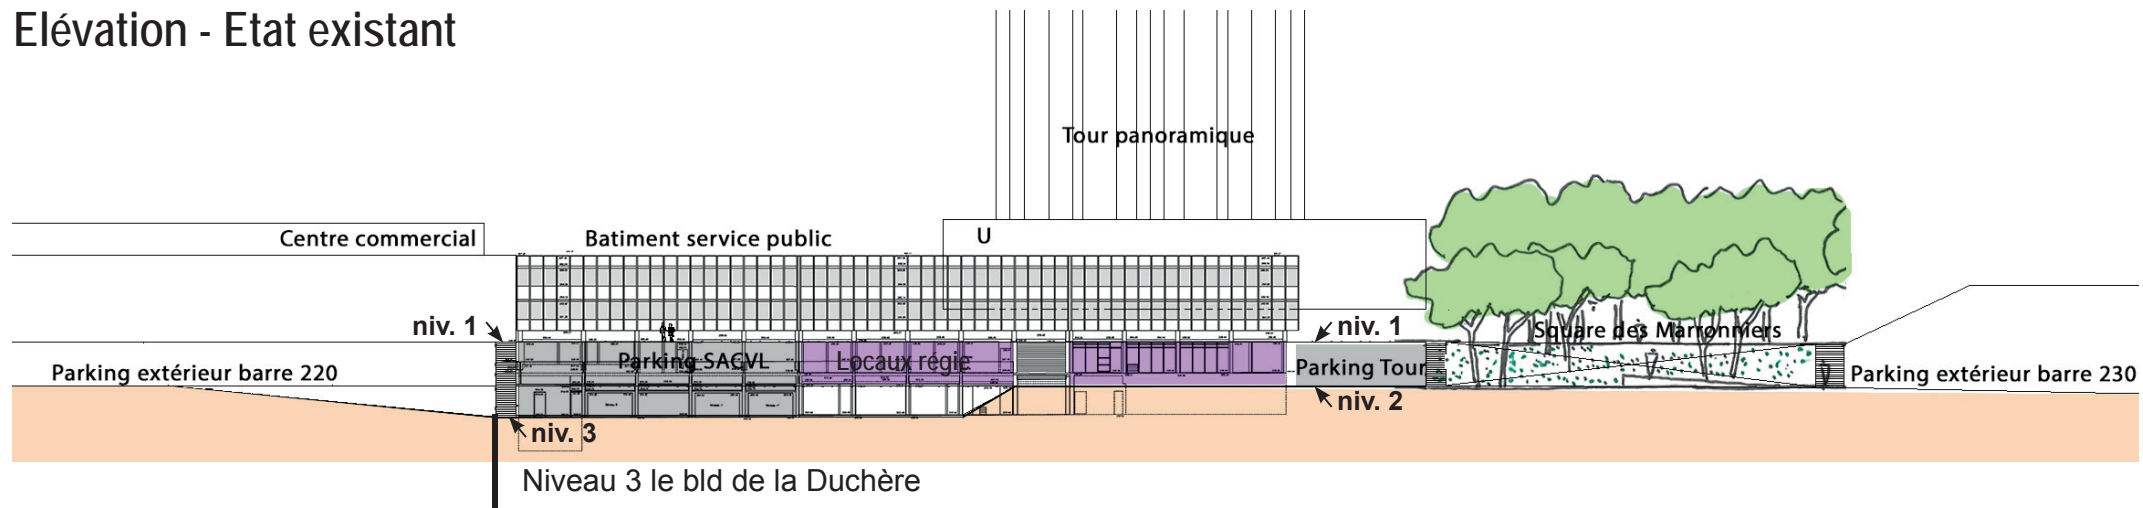 Elévation - Etat existant
Tour panoramique
Centre commercial
Batiment service public
U
niv. 1
niv. 1
Square des Marronniers
Parking SACVL
Locaux régie
Parking Tour
Parking extérieur barre 220
Parking extérieur barre 230
niv. 2
niv. 3
Niveau 3 le bld de la Duchère